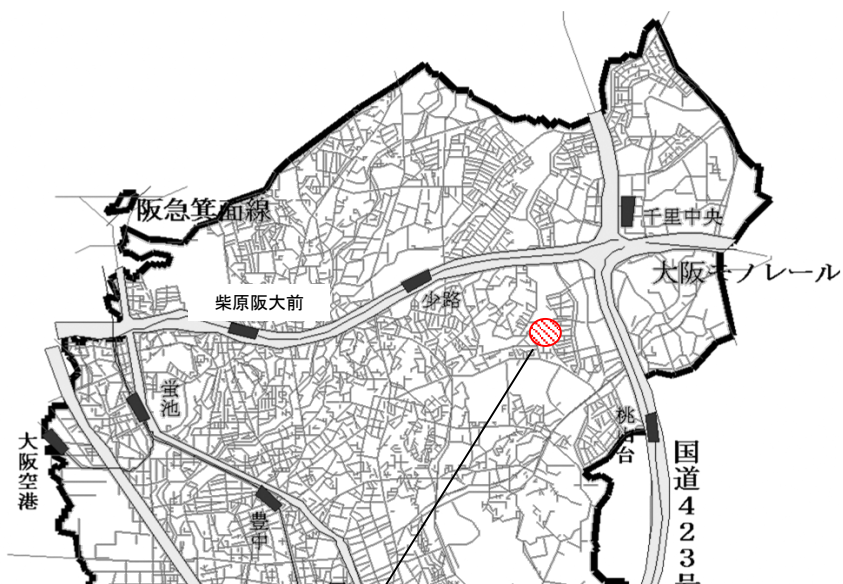 阪急箕面線
千里中央
大阪モノレール
柴原阪大前
少路
蛍池
桃山台
大阪空港
国道423号
豊中